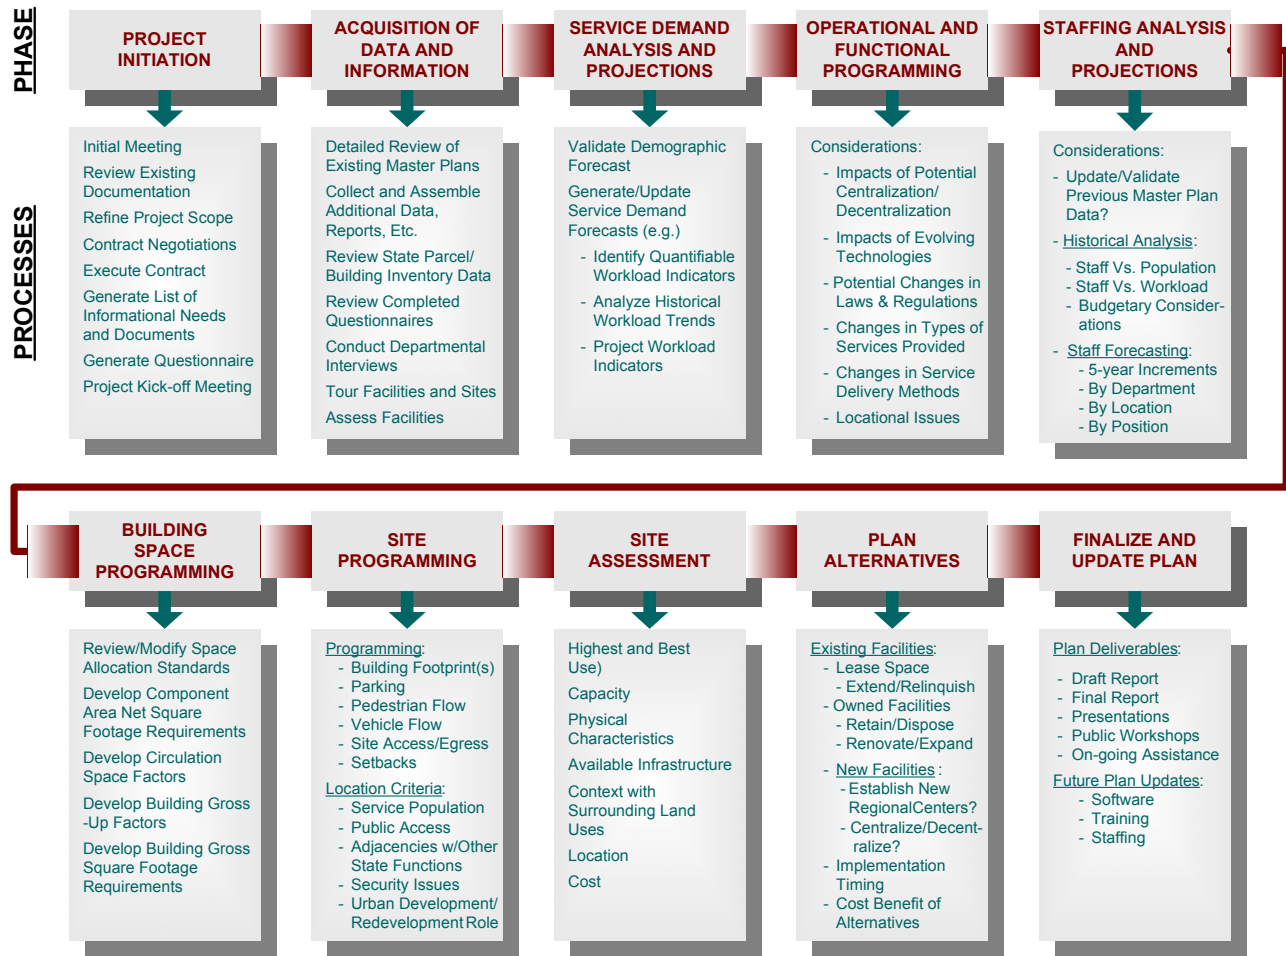 PHASE
PROJECT
INITIATION
ACQUISITION OF
DATA AND
INFORMATION
SERVICE DEMAND
ANALYSIS AND
PROJECTIONS
OPERATIONAL AND
FUNCTIONAL
PROGRAMMING
STAFFING ANALYSIS
AND
PROJECTIONS
PROCESSES
Initial Meeting
Review Existing
Documentation
Refine Project Scope
Contract Negotiations
Execute Contract
Generate List of
Informational Needs
and Documents
Generate Questionnaire
Project Kick-off Meeting
Detailed Review of
Existing Master Plans
Collect and Assemble
Additional Data,
Reports, Etc.
Review State Parcel/
Building Inventory Data
Review Completed
Questionnaires
Conduct Departmental
Interviews
Tour Facilities and Sites
Assess Facilities
Validate Demographic
Forecast
Generate/Update
Service Demand
Forecasts (e.g.)
- Identify Quantifiable
Workload Indicators
- Analyze Historical
Workload Trends
- Project Workload
Indicators
Considerations:
- Impacts of Potential
Centralization/
Decentralization
- Impacts of Evolving
Technologies
- Potential Changes in
Laws & Regulations
- Changes in Types of
Services Provided
- Changes in Service
Delivery Methods
- Locational Issues
Considerations:
- Update/Validate
Previous Master Plan
Data?
- Historical Analysis:
- Staff Vs. Population
- Staff Vs. Workload
- Budgetary Consider-
ations
- Staff Forecasting:
- 5-year Increments
- By Department
- By Location
- By Position
BUILDING
SPACE
PROGRAMMING
SITE
PROGRAMMING
SITE
ASSESSMENT
PLAN
ALTERNATIVES
FINALIZE AND
UPDATE PLAN
Review/Modify Space
Allocation Standards
Develop Component
Area Net Square
Footage Requirements
Develop Circulation
Space Factors
Develop Building Gross
-Up Factors
Develop Building Gross
Square Footage
Requirements
Programming:
- Building Footprint(s)
- Parking
- Pedestrian Flow
- Vehicle Flow
- Site Access/Egress
- Setbacks
Location Criteria:
- Service Population
- Public Access
- Adjacencies w/Other
State Functions
- Security Issues
- Urban Development/
Redevelopment Role
Highest and Best
Use)
Capacity
Physical
Characteristics
Available Infrastructure
Context with
Surrounding Land
Uses
Location
Cost
Existing Facilities:
- Lease Space
- Extend/Relinquish
- Owned Facilities
- Retain/Dispose
- Renovate/Expand
- New Facilities :
- Establish New
RegionalCenters?
- Centralize/Decent-
ralize?
- Implementation
Timing
- Cost Benefit of
Alternatives
Plan Deliverables:
- Draft Report
- Final Report
- Presentations
- Public Workshops
- On-going Assistance
Future Plan Updates:
- Software
- Training
- Staffing